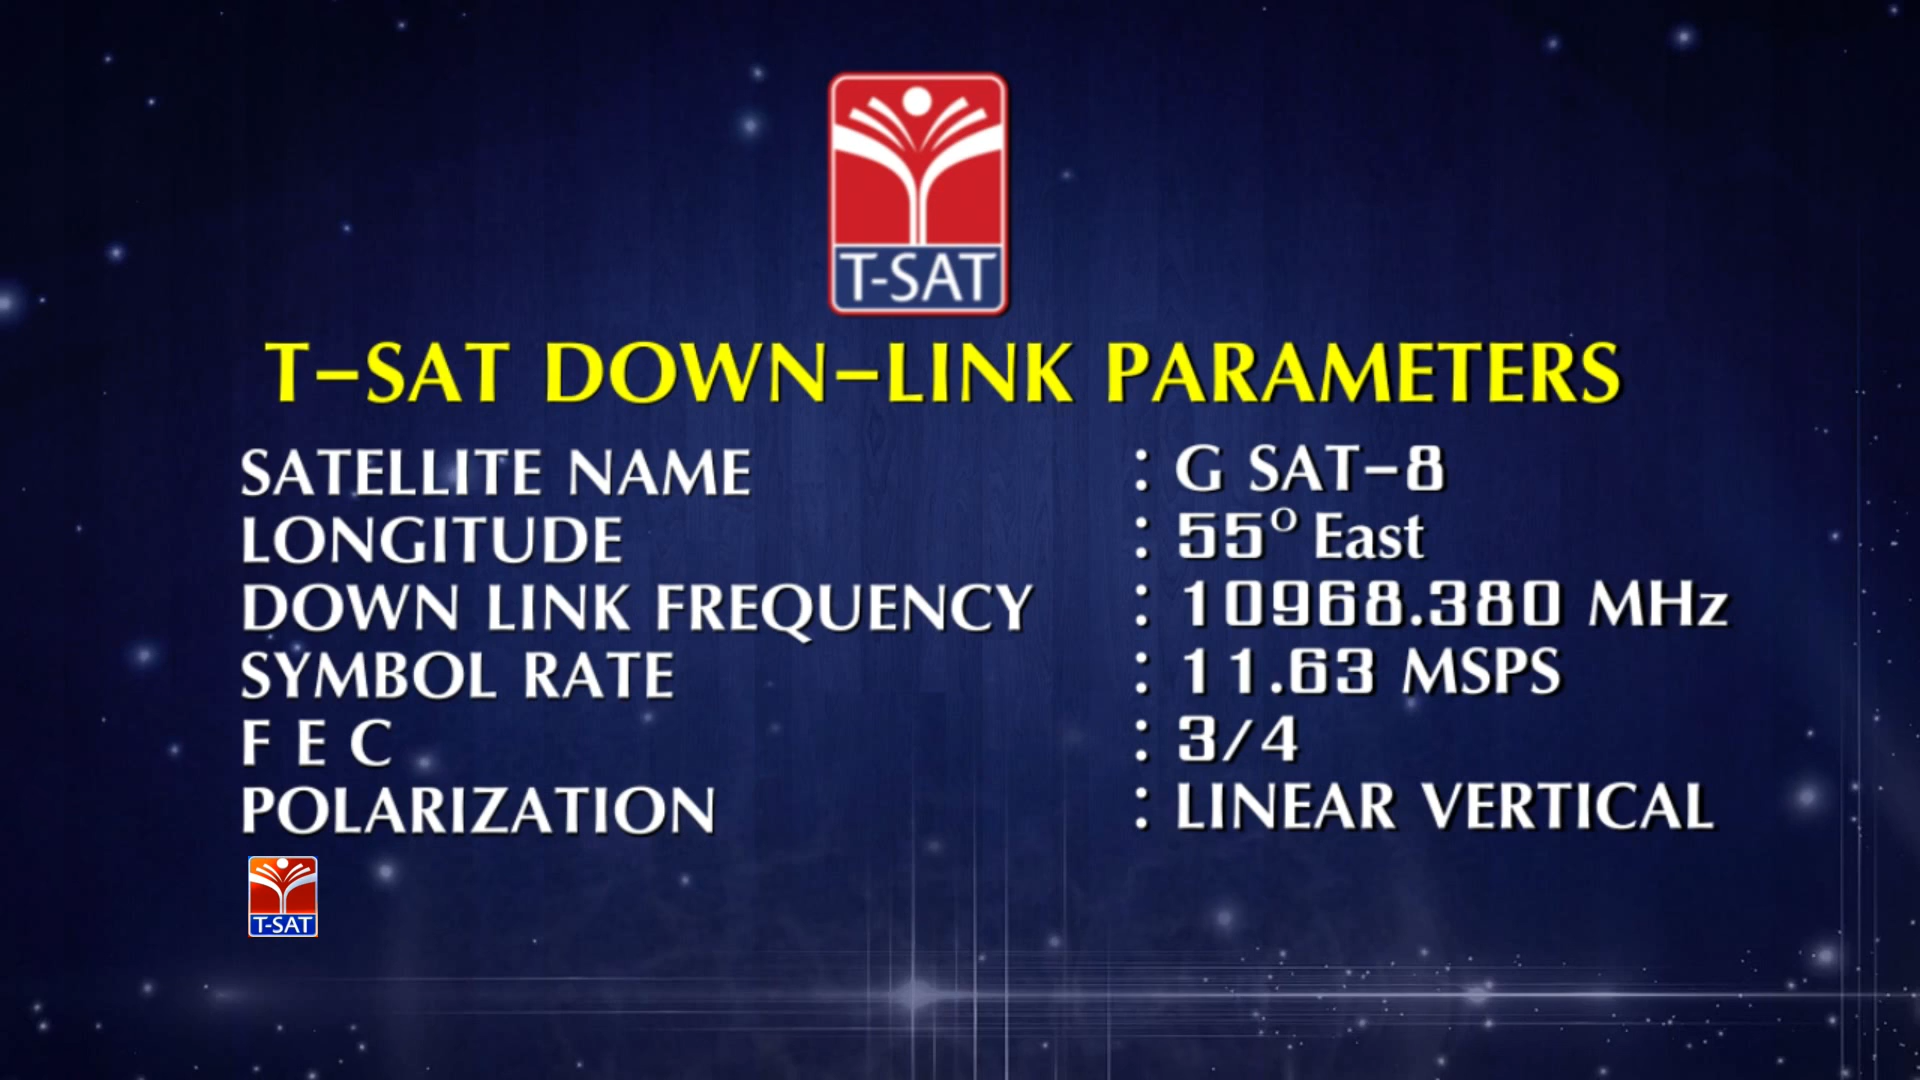 T-SAT
T-SAT DOWN-LINK PARAMETERS
SATELLITE NAME : G SAT-8
LONGITUDE : 55° East
DOWN LINK FREQUENCY : 10968.380 MHz
SYMBOL RATE : 11.63 MSPS
F E C : 3/4
POLARIZATION : LINEAR VERTICAL
T-SAT